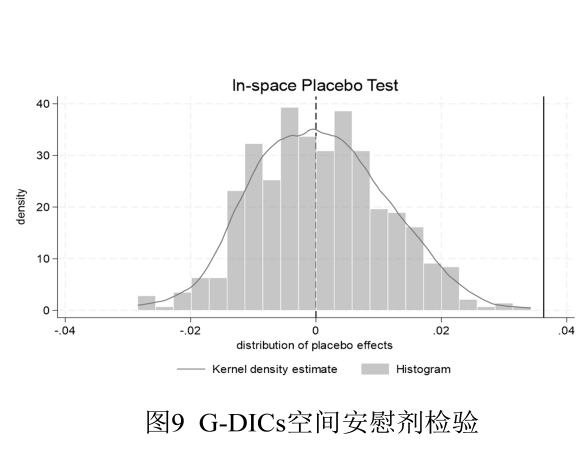 In-space Placebo Test
40
30
20
10
0
density
-.04 -.02 0 .02 .04
distribution of placebo effects
Kernel density estimate Histogram
图9 G-DICs空间安慰剂检验